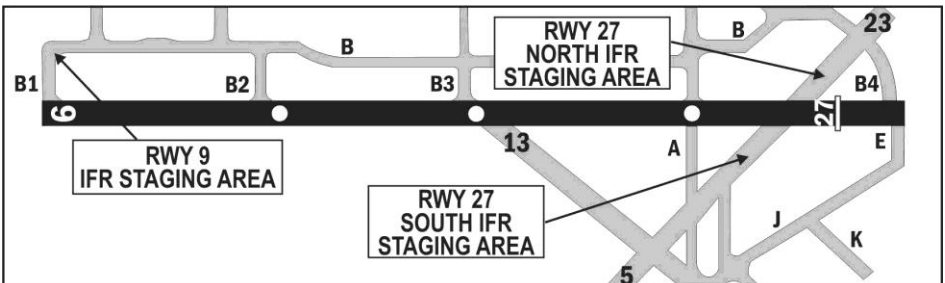 23
B
B
RWY 27
NORTH IFR
STAGING AREA
B1
B2
B3
B4
9
27
13
A
E
RWY 9
IFR STAGING AREA
RWY 27
SOUTH IFR
STAGING AREA
J
K
5